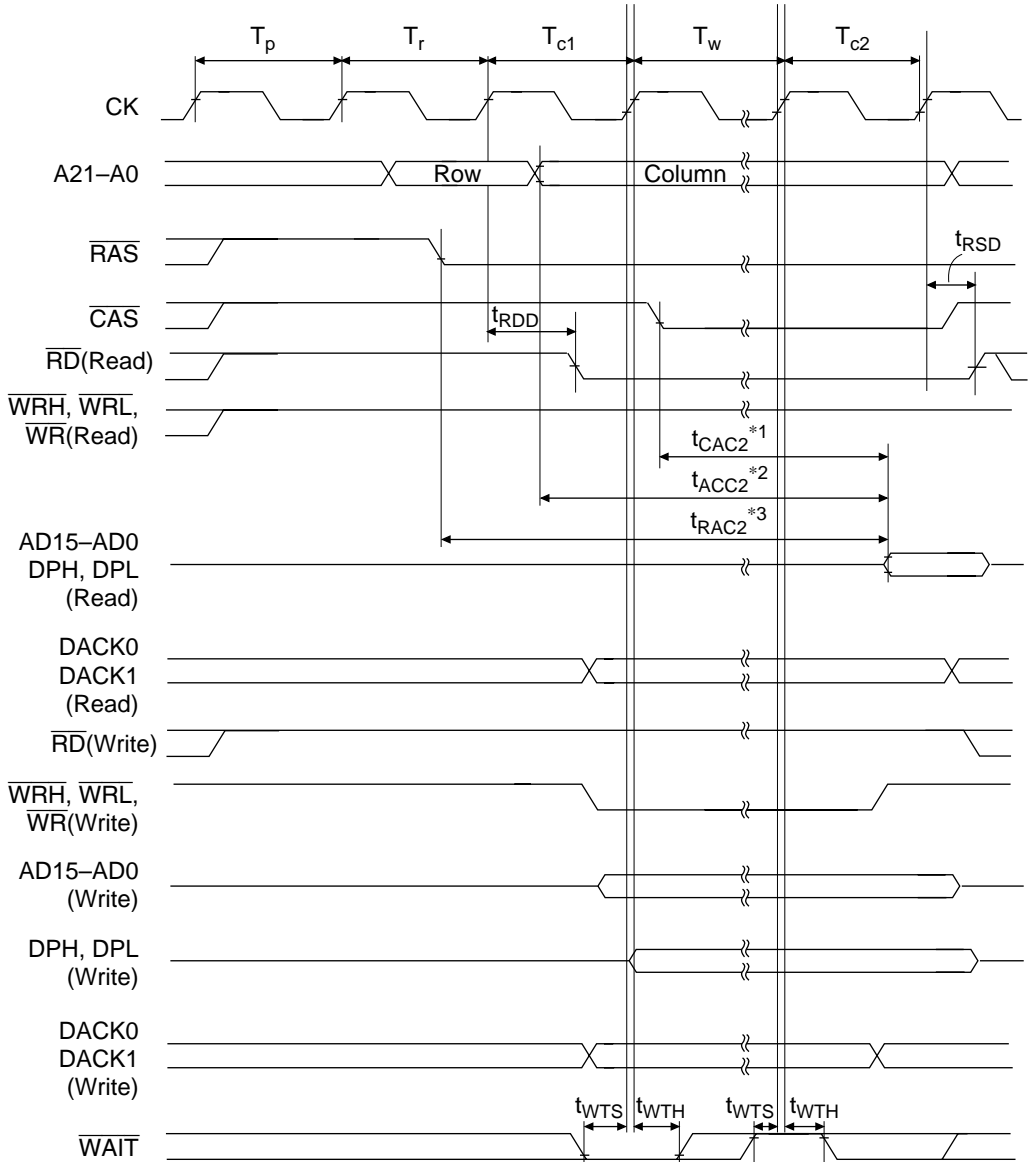 Tp Tr Tc1 Tw Tc2
CK
A21–A0 Row Column
RAS
tRSD
CAS
tRDD
RD(Read)
WRH, WRL,
WR(Read)
tCAC2*1
tACC2*2
tRAC2*3
AD15–AD0
DPH, DPL
(Read)
DACK0
DACK1
(Read)
RD(Write)
WRH, WRL,
WR(Write)
AD15–AD0
(Write)
DPH, DPL
(Write)
DACK0
DACK1
(Write)
tWTS tWTH tWTS tWTH
WAIT